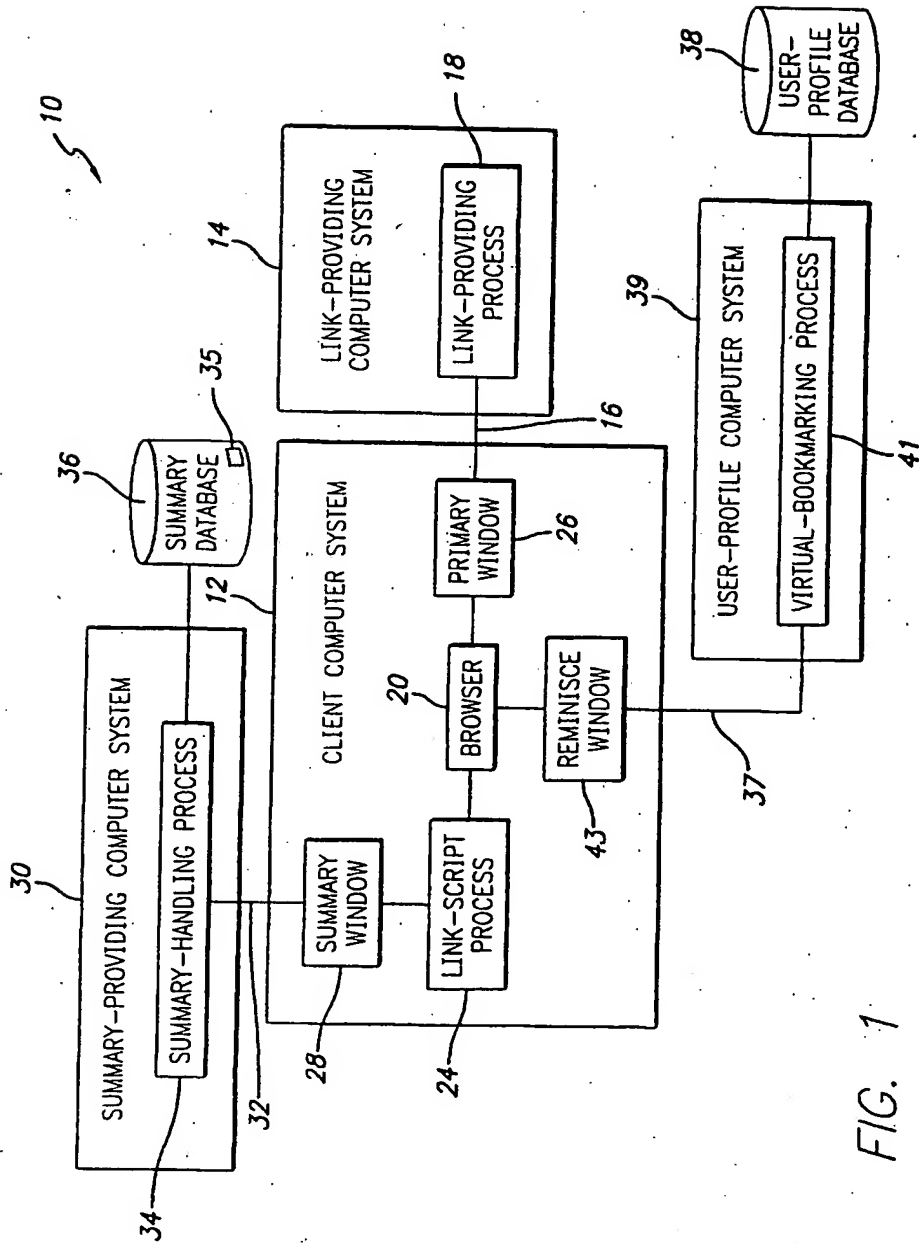 10
30
SUMMARY-PROVIDING COMPUTER SYSTEM
SUMMARY-HANDLING PROCESS
34
36
SUMMARY
DATABASE
35
32
12
CLIENT COMPUTER SYSTEM
SUMMARY
WINDOW
28
LINK-SCRIPT
PROCESS
24
20
BROWSER
PRIMARY
WINDOW
26
REMINISCE
WINDOW
43
14
LINK-PROVIDING
COMPUTER SYSTEM
LINK-PROVIDING
PROCESS
18
16
37
39
USER-PROFILE COMPUTER SYSTEM
VIRTUAL-BOOKMARKING PROCESS
41
USER-
PROFILE
DATABASE
38
FIG. 1